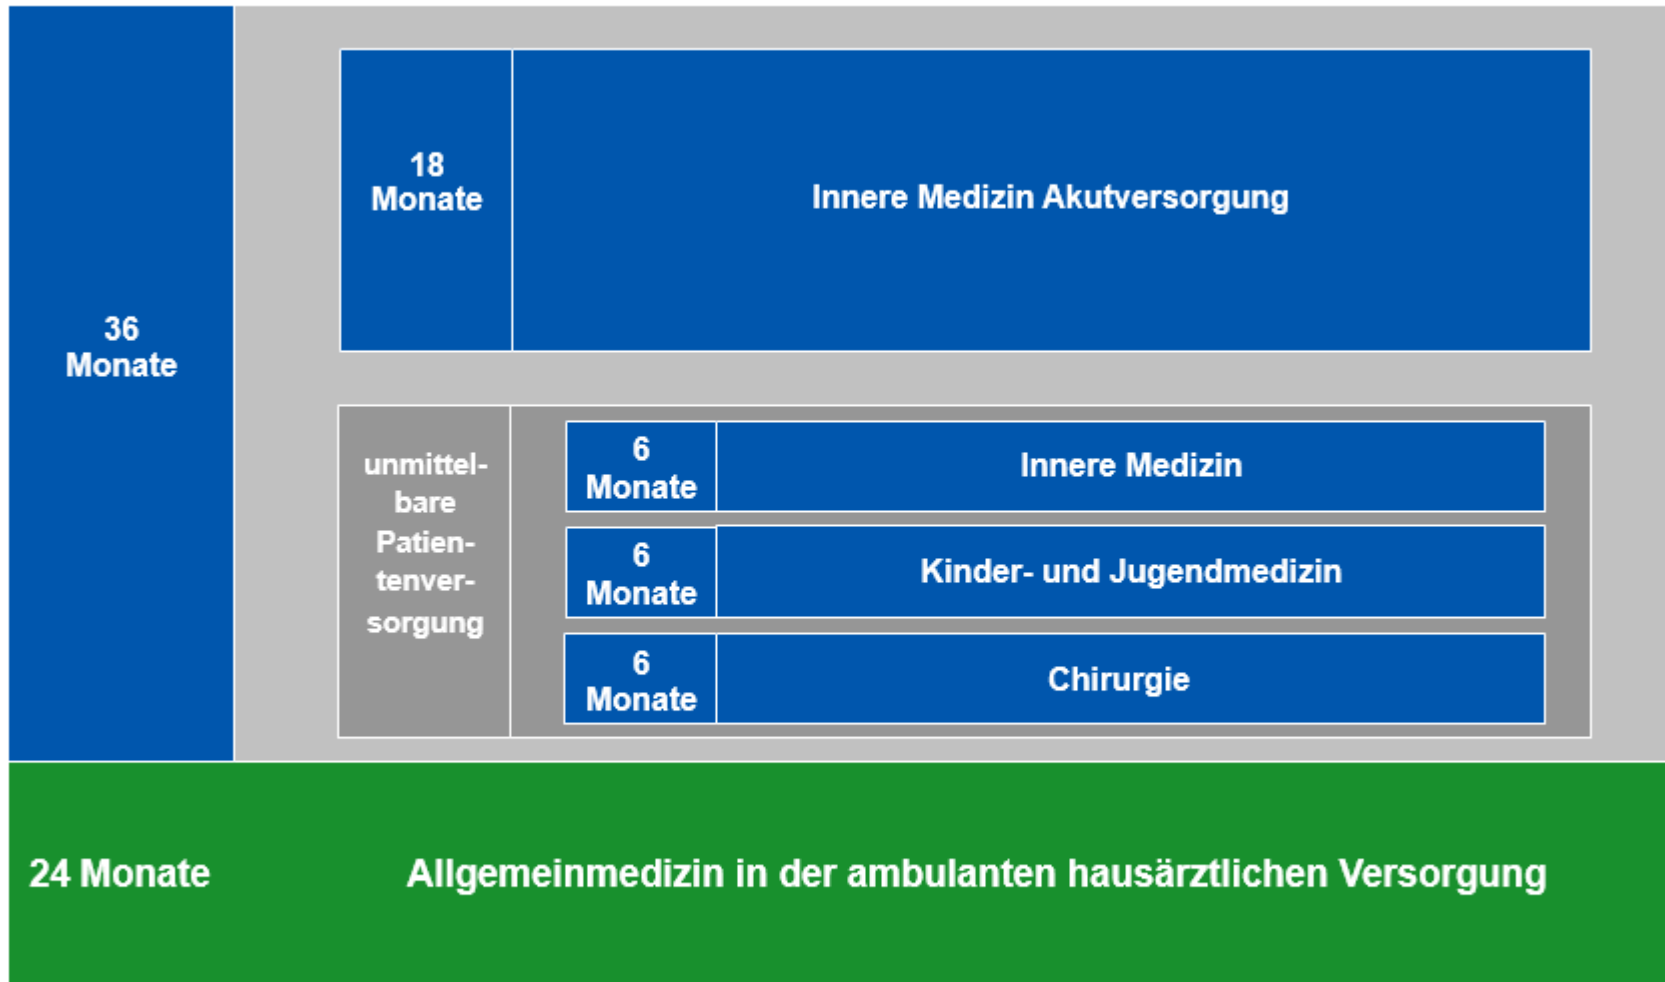 36
Monate
18
Monate
Innere Medizin Akutversorgung
unmittel-
bare
Patien-
tenver-
sorgung
6
Monate
Innere Medizin
6
Monate
Kinder- und Jugendmedizin
6
Monate
Chirurgie
24 Monate
Allgemeinmedizin in der ambulanten hausärztlichen Versorgung